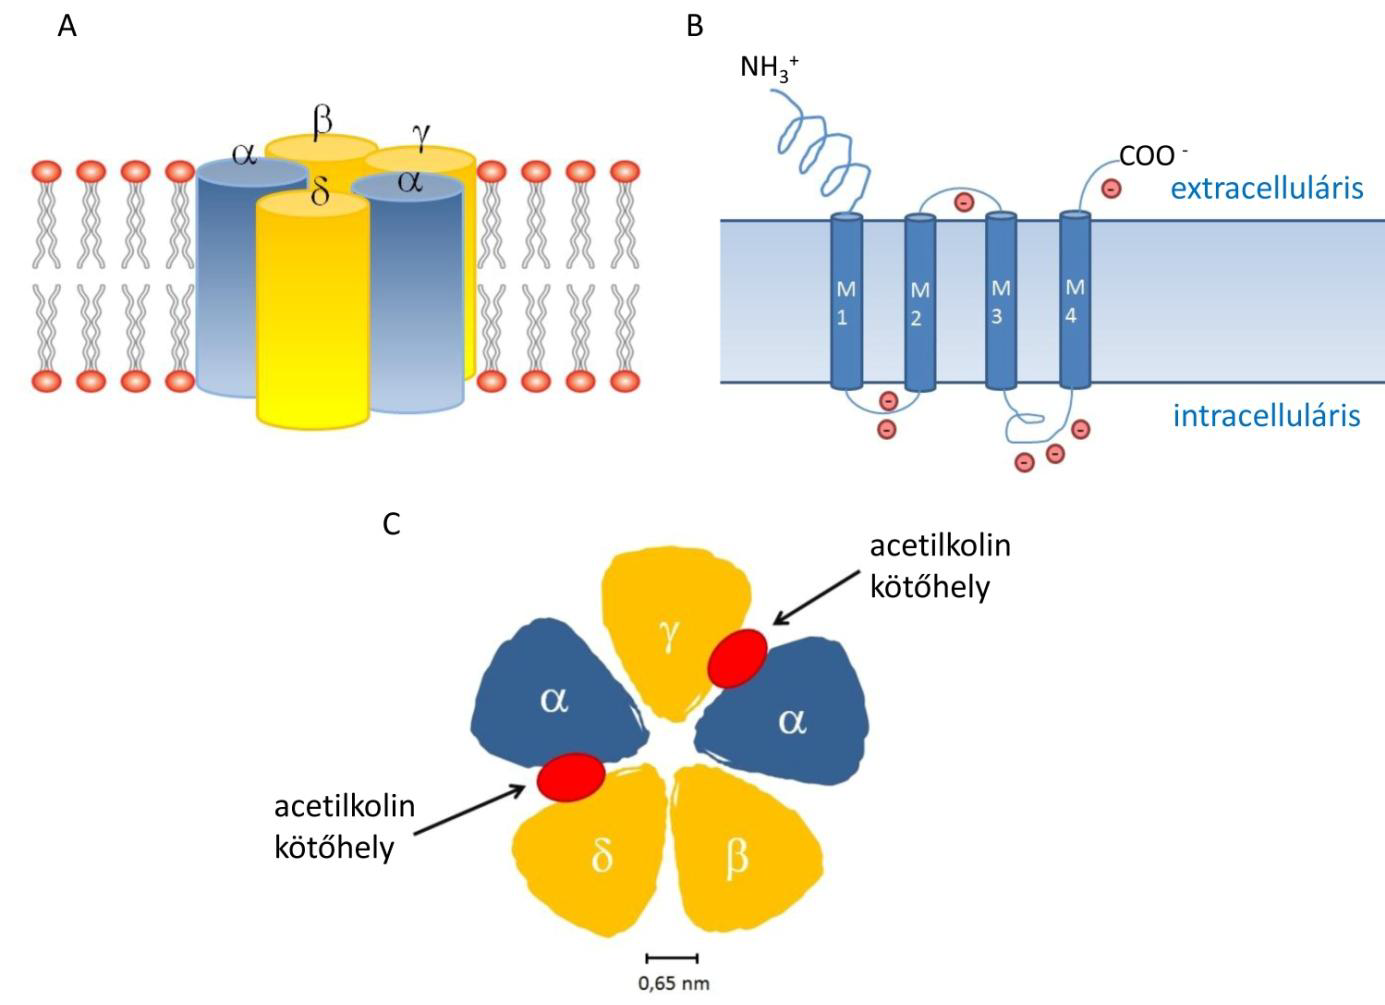 A
β
γ
α
α
δ
B
NH₃⁺
COO -
extracelluláris
M
1
M
2
M
3
M
4
-
-
-
-
-
-
-
intracelluláris
C
acetilkolin
kötőhely
γ
α
α
acetilkolin
kötőhely
δ
β
0,65 nm